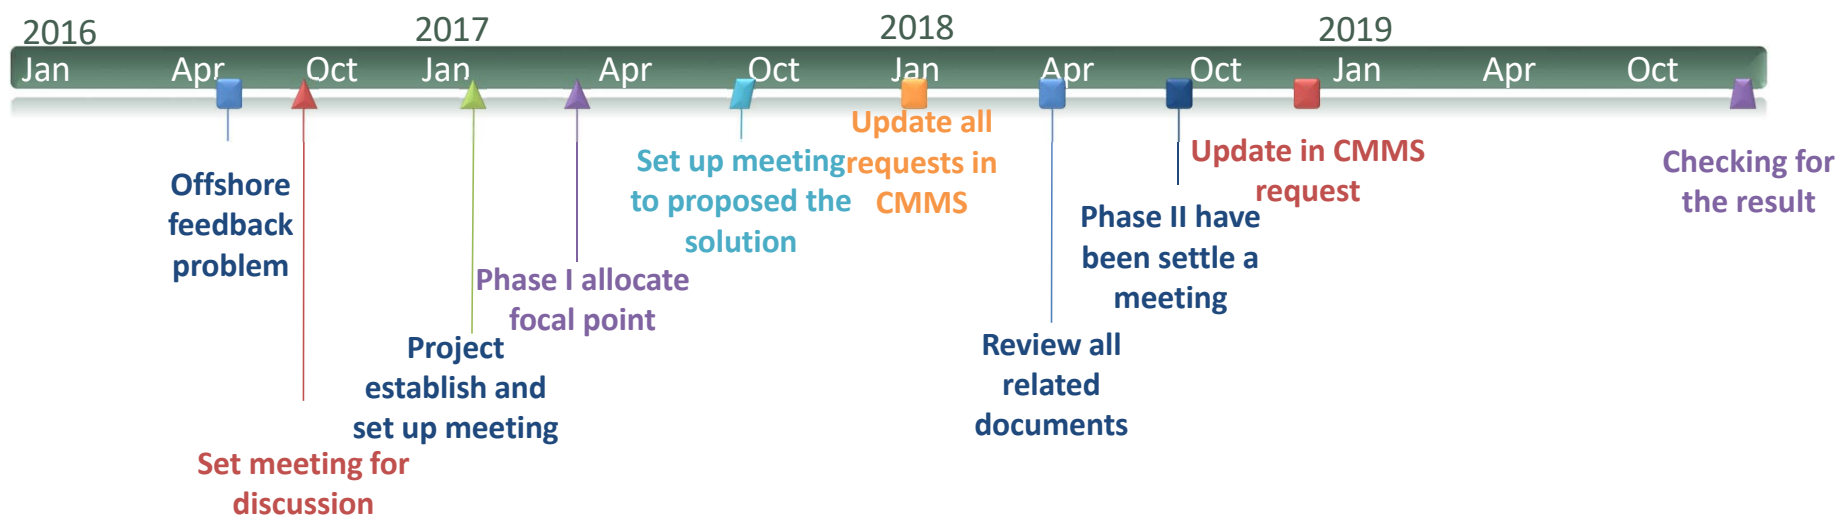 2016
2017
2018
2019
Jan Apr Oct Jan Apr Oct Jan Apr Oct Jan Apr Oct
Offshore
feedback
problem
Set meeting for
discussion
Project
establish and
set up meeting
Phase I allocate
focal point
Set up meeting
to proposed the
solution
Update all
requests in
CMMS
Review all
related
documents
Phase II have
been settle a
meeting
Update in CMMS
request
Checking for
the result